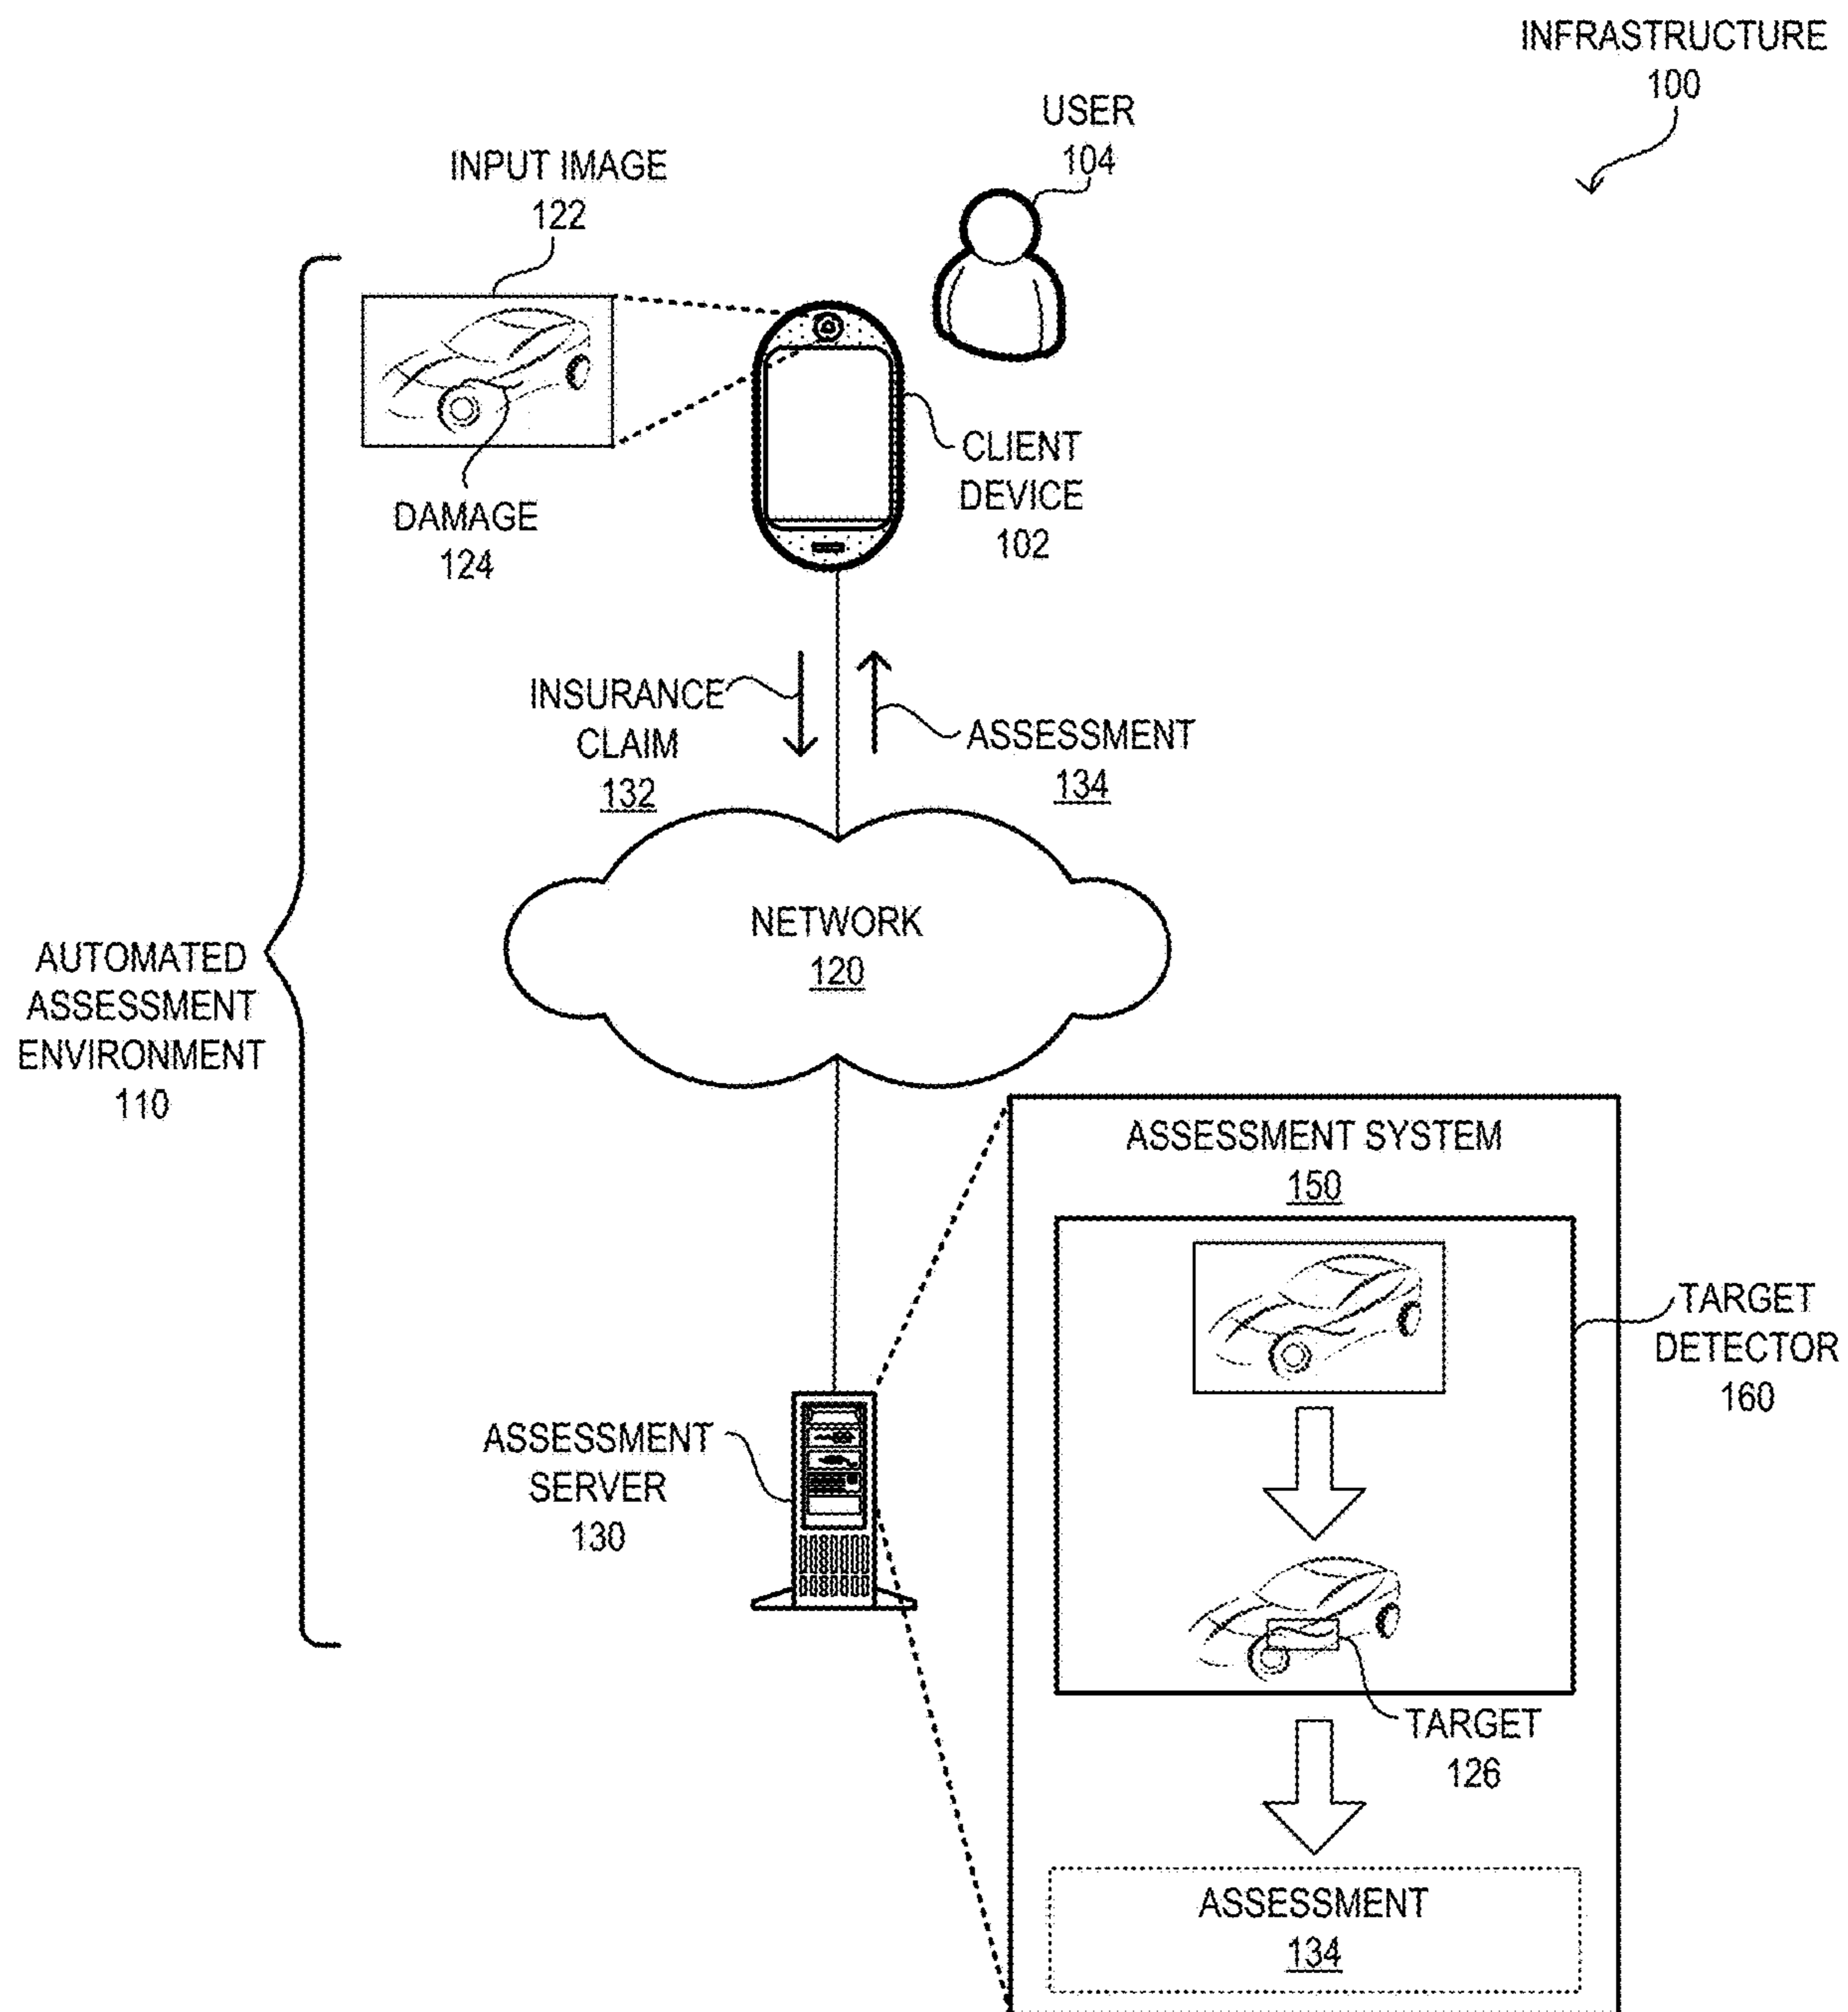 INFRASTRUCTURE
100
USER
104
INPUT IMAGE
122
CLIENT
DEVICE
102
DAMAGE
124
INSURANCE
CLAIM
132
ASSESSMENT
134
NETWORK
120
AUTOMATED
ASSESSMENT
ENVIRONMENT
110
ASSESSMENT SYSTEM
150
TARGET
DETECTOR
160
ASSESSMENT
SERVER
130
TARGET
126
ASSESSMENT
134